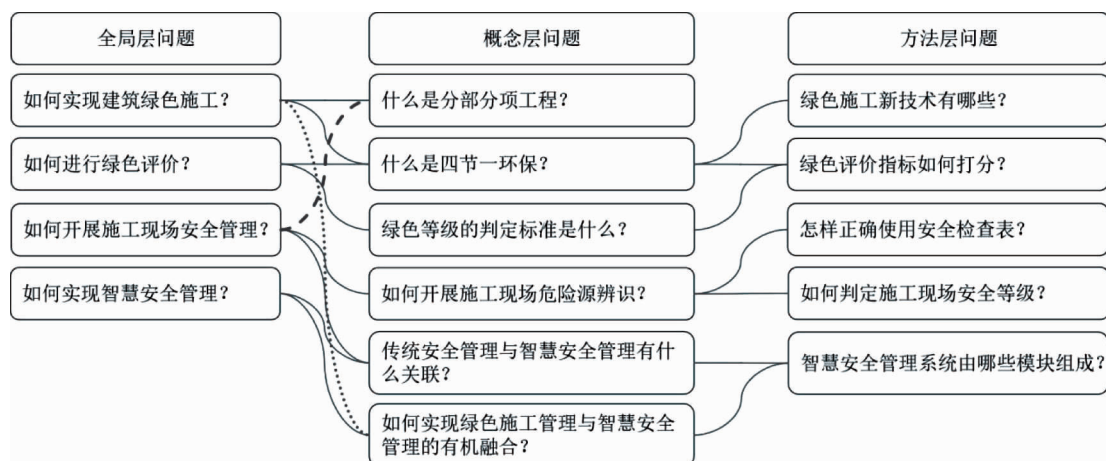 全局层问题
概念层问题
方法层问题
如何实现建筑绿色施工？
什么是分部分项工程？
绿色施工新技术有哪些？
如何进行绿色评价？
什么是四节一环保？
绿色评价指标如何打分？
如何开展施工现场安全管理？
绿色等级的判定标准是什么？
怎样正确使用安全检查表？
如何实现智慧安全管理？
如何开展施工现场危险源辨识？
如何判定施工现场安全等级？
传统安全管理与智慧安全管理有什
么关联？
智慧安全管理系统由哪些模块组成？
如何实现绿色施工管理与智慧安全
管理的有机融合？